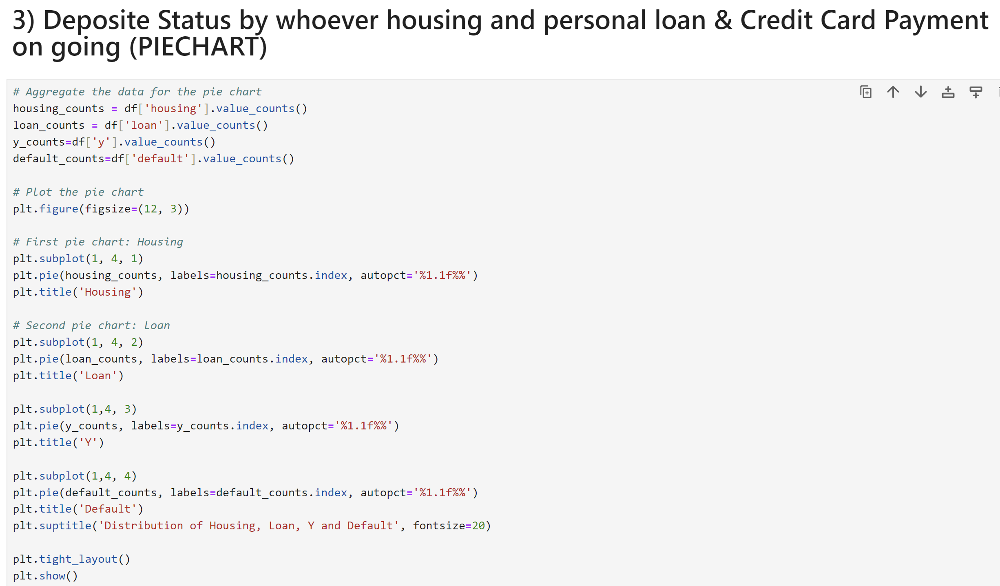 3) Deposite Status by whoever housing and personal loan & Credit Card Payment
on going (PIECHART)
# Aggregate the data for the pie chart
housing_counts = df['housing'].value_counts()
loan_counts = df['loan'].value_counts()
y_counts=df['y'].value_counts()
default_counts=df['default'].value_counts()
# Plot the pie chart
plt.figure(figsize=(12, 3))
# First pie chart: Housing
plt.subplot(1, 4, 1)
plt.pie(housing_counts, labels=housing_counts.index, autopct='%1.1f%%')
plt.title('Housing')
# Second pie chart: Loan
plt.subplot(1, 4, 2)
plt.pie(loan_counts, labels=loan_counts.index, autopct='%1.1f%%')
plt.title('Loan')
plt.subplot(1,4, 3)
plt.pie(y_counts, labels=y_counts.index, autopct='%1.1f%%')
plt.title('Y')
plt.subplot(1,4, 4)
plt.pie(default_counts, labels=default_counts.index, autopct='%1.1f%%')
plt.title('Default')
plt.suptitle('Distribution of Housing, Loan, Y and Default', fontsize=20)
plt.tight_layout()
plt.show()